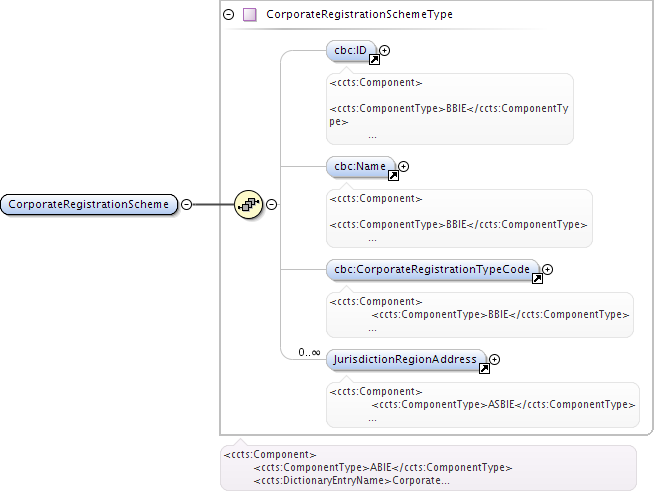 CorporateRegistrationSchemeType
cbc:ID
<ccts:Component>
<ccts:ComponentType>BBIE</ccts:ComponentTy
pe>
...
cbc:Name
<ccts:Component>
<ccts:ComponentType>BBIE</ccts:ComponentType>
...
CorporateRegistrationScheme
cbc:CorporateRegistrationTypeCode
<ccts:Component>
<ccts:ComponentType>BBIE</ccts:ComponentType>
...
0..∞
JurisdictionRegionAddress
<ccts:Component>
<ccts:ComponentType>ASBIE</ccts:ComponentType>
...
<ccts:Component>
<ccts:ComponentType>ABIE</ccts:ComponentType>
<ccts:DictionaryEntryName>Corporate...